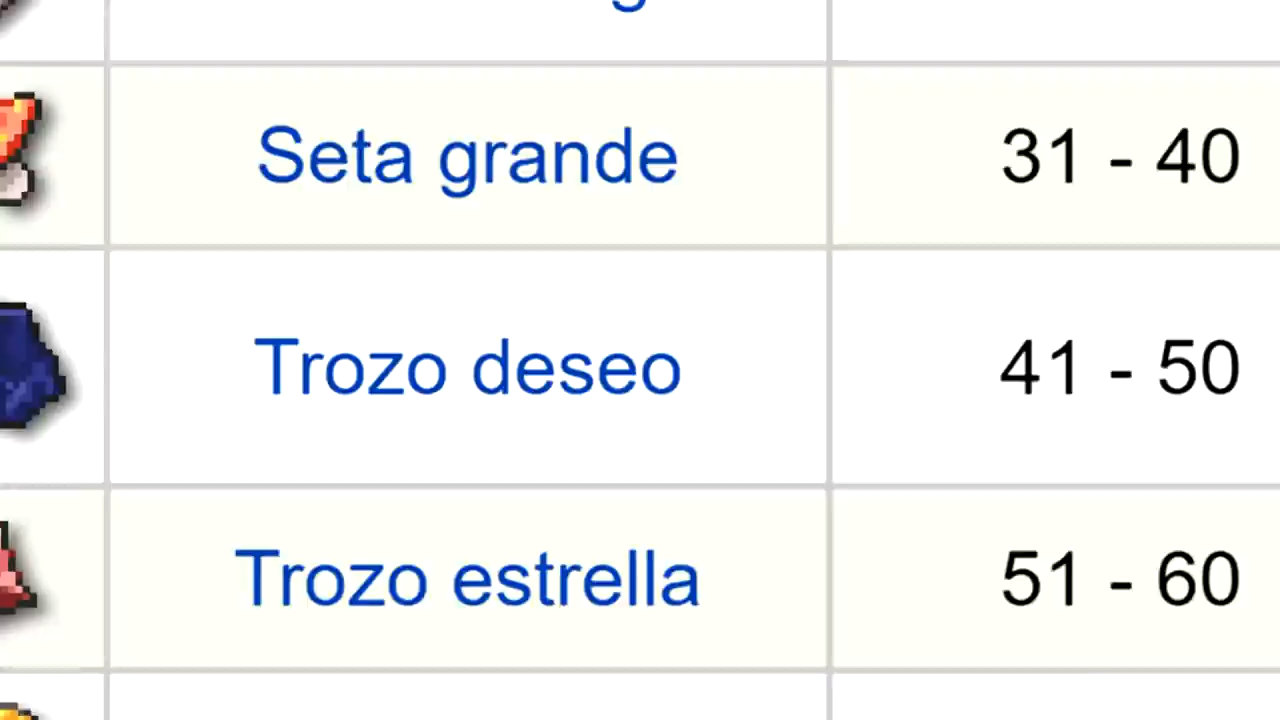 Seta grande 31 - 40
Trozo deseo 41 - 50
Trozo estrella 51 - 60